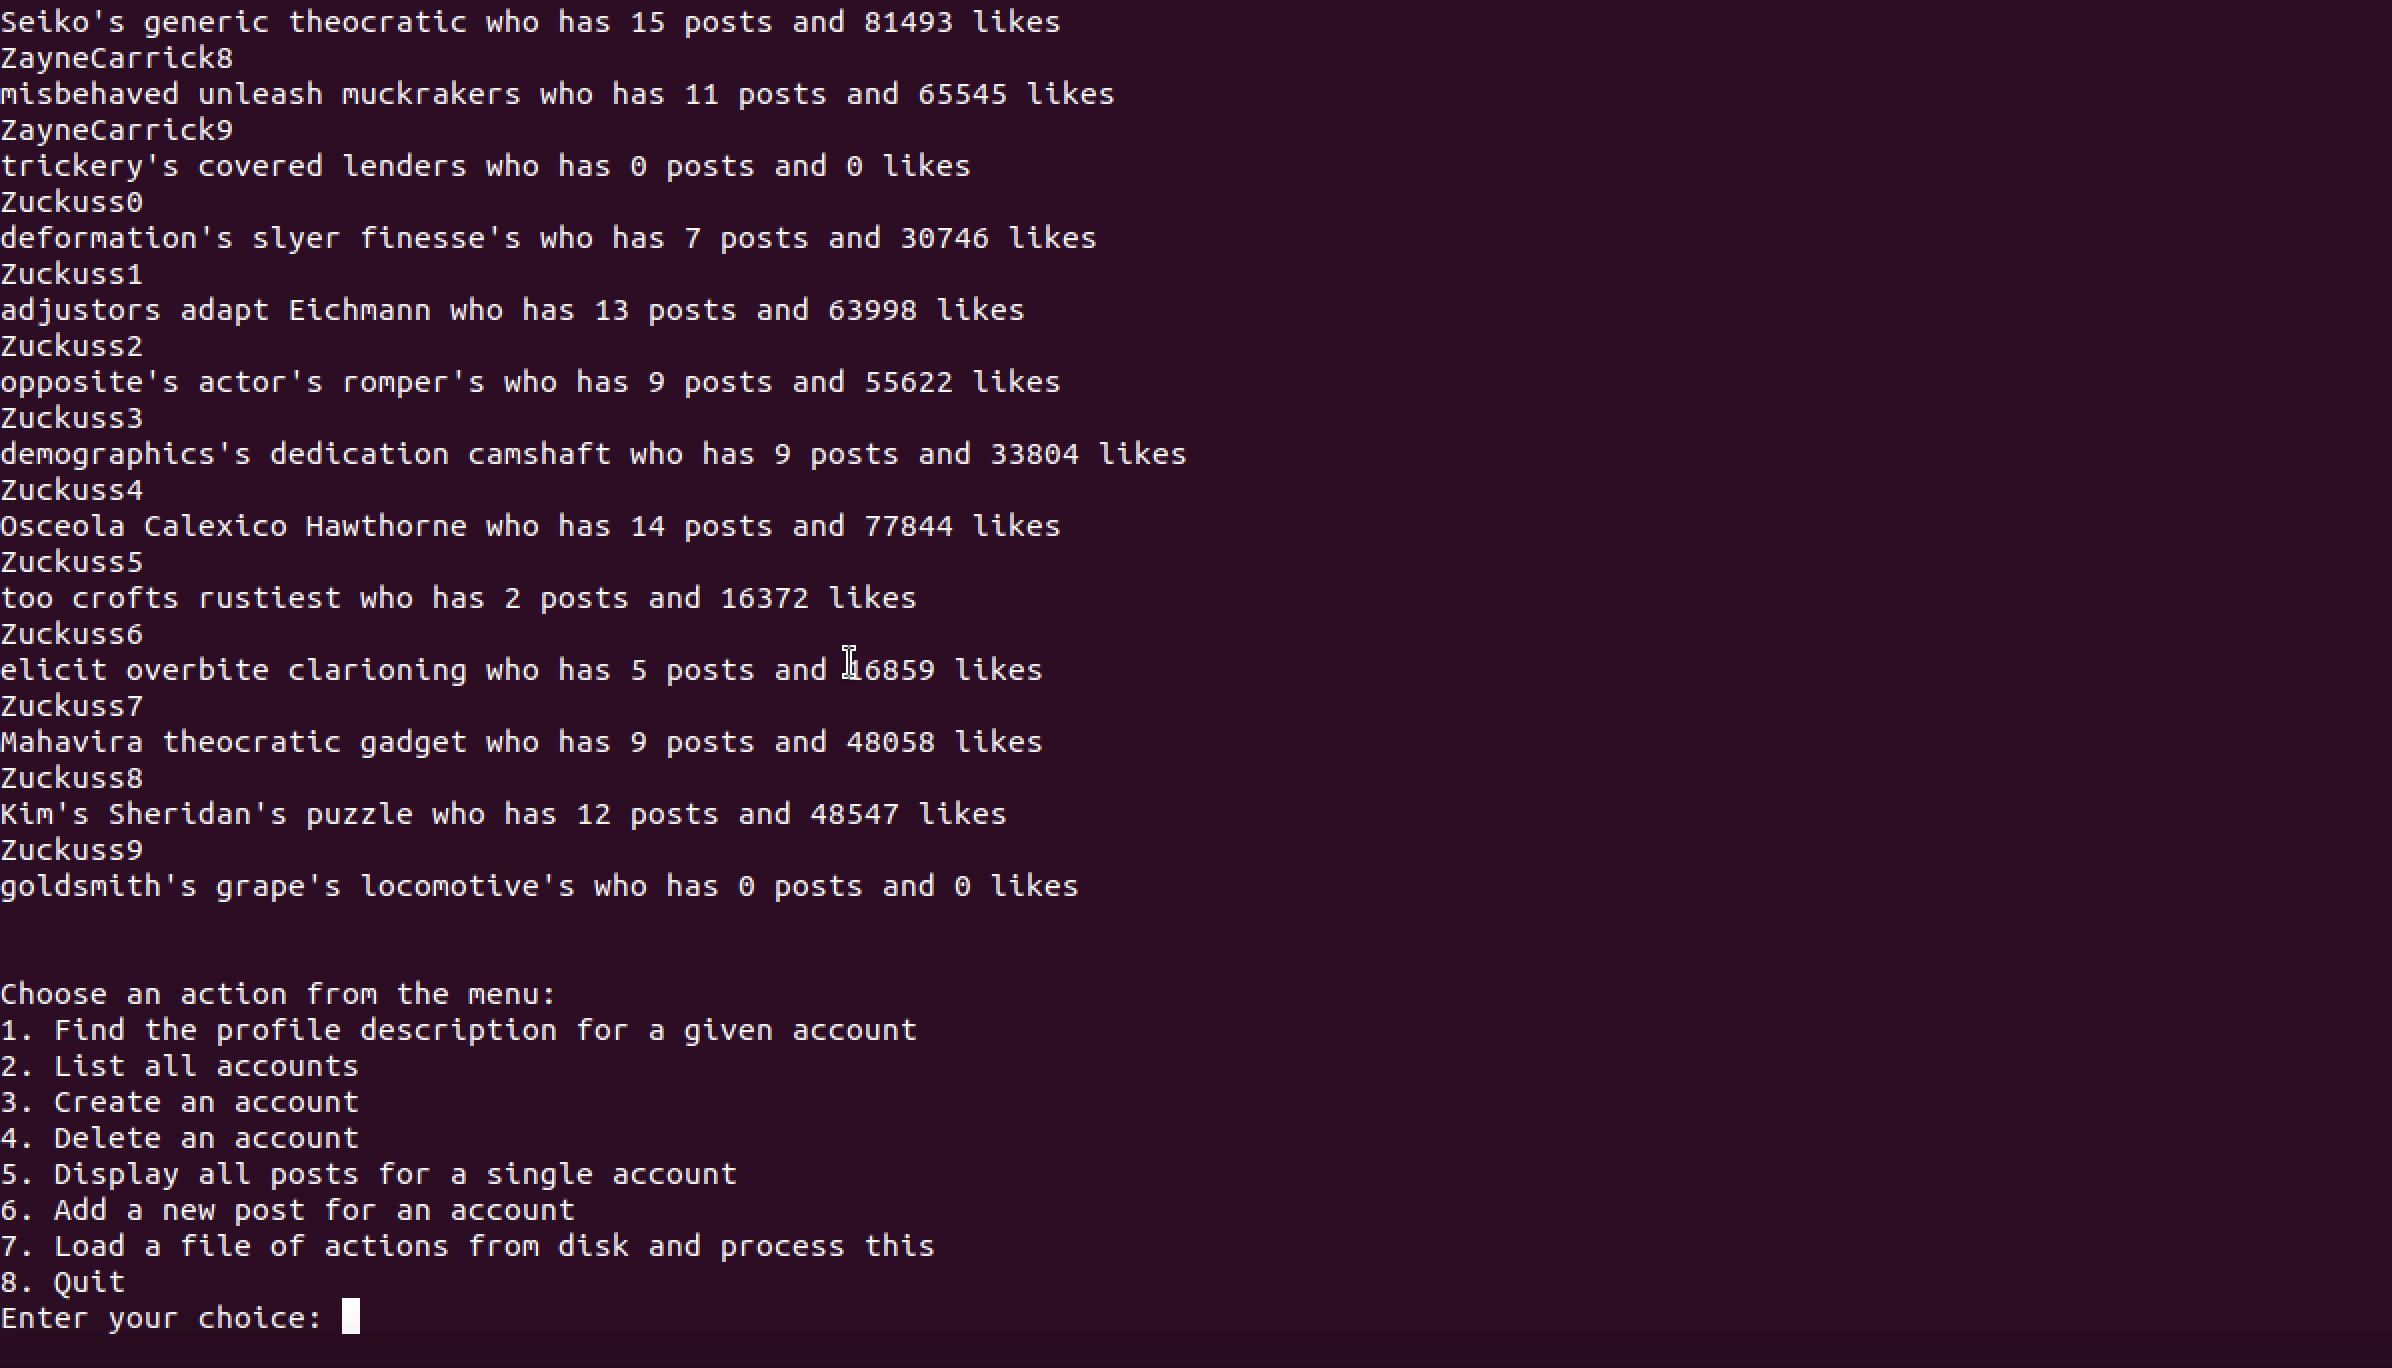 Seiko's generic theocratic who has 15 posts and 81493 likes
ZayneCarrick8
misbehaved unleash muckrakers who has 11 posts and 65545 likes
ZayneCarrick9
trickery's covered lenders who has 0 posts and 0 likes
Zuckuss0
deformation's slyer finesse's who has 7 posts and 30746 likes
Zuckuss1
adjustors adapt Eichmann who has 13 posts and 63998 likes
Zuckuss2
opposite's actor's romper's who has 9 posts and 55622 likes
Zuckuss3
demographics's dedication camshaft who has 9 posts and 33804 likes
Zuckuss4
Osceola Calexico Hawthorne who has 14 posts and 77844 likes
Zuckuss5
too crofts rustiest who has 2 posts and 16372 likes
Zuckuss6
elicit overbite clarioning who has 5 posts and 16859 likes
Zuckuss7
Mahavira theocratic gadget who has 9 posts and 48058 likes
Zuckuss8
Kim's Sheridan's puzzle who has 12 posts and 48547 likes
Zuckuss9
goldsmith's grape's locomotive's who has 0 posts and 0 likes
Choose an action from the menu:
1. Find the profile description for a given account
2. List all accounts
3. Create an account
4. Delete an account
5. Display all posts for a single account
6. Add a new post for an account
7. Load a file of actions from disk and process this
8. Quit
Enter your choice: